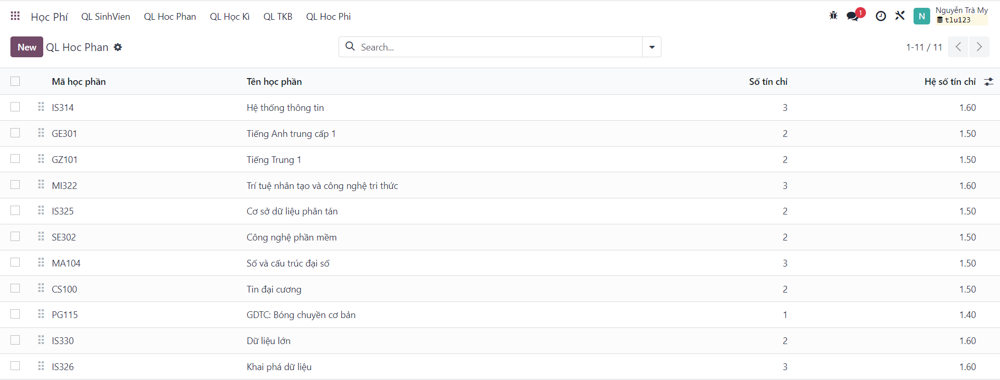 Học Phí QL SinhVien QL Hoc Phan QL Học Kì QL TKB QL Hoc Phi 1 N Nguyễn Trà My
tlu123
New QL Hoc Phan Search... 1-11 / 11
Mã học phần Tên học phần Số tín chỉ Hệ số tín chỉ
IS314 Hệ thống thông tin 3 1.60
GE301 Tiếng Anh trung cấp 1 2 1.50
GZ101 Tiếng Trung 1 2 1.50
MI322 Trí tuệ nhân tạo và công nghệ tri thức 3 1.60
IS325 Cơ sở dữ liệu phân tán 2 1.50
SE302 Công nghệ phần mềm 2 1.50
MA104 Số và cấu trúc đại số 3 1.50
CS100 Tin đại cương 2 1.50
PG115 GDTC: Bóng chuyền cơ bản 1 1.40
IS330 Dữ liệu lớn 2 1.60
IS326 Khai phá dữ liệu 3 1.60